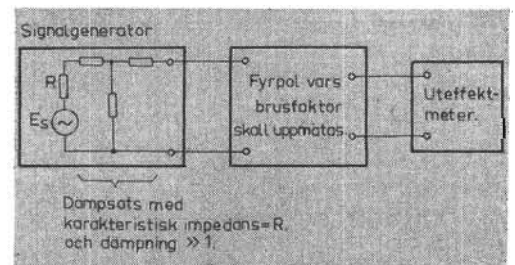 Signalgenerator
R
Es
Fyrpol vars
brusfaktor
skall uppmätas
Uteffekt-
meter.
Dämpsats med
karakteristisk impedans=R.
och dämpning >> 1.